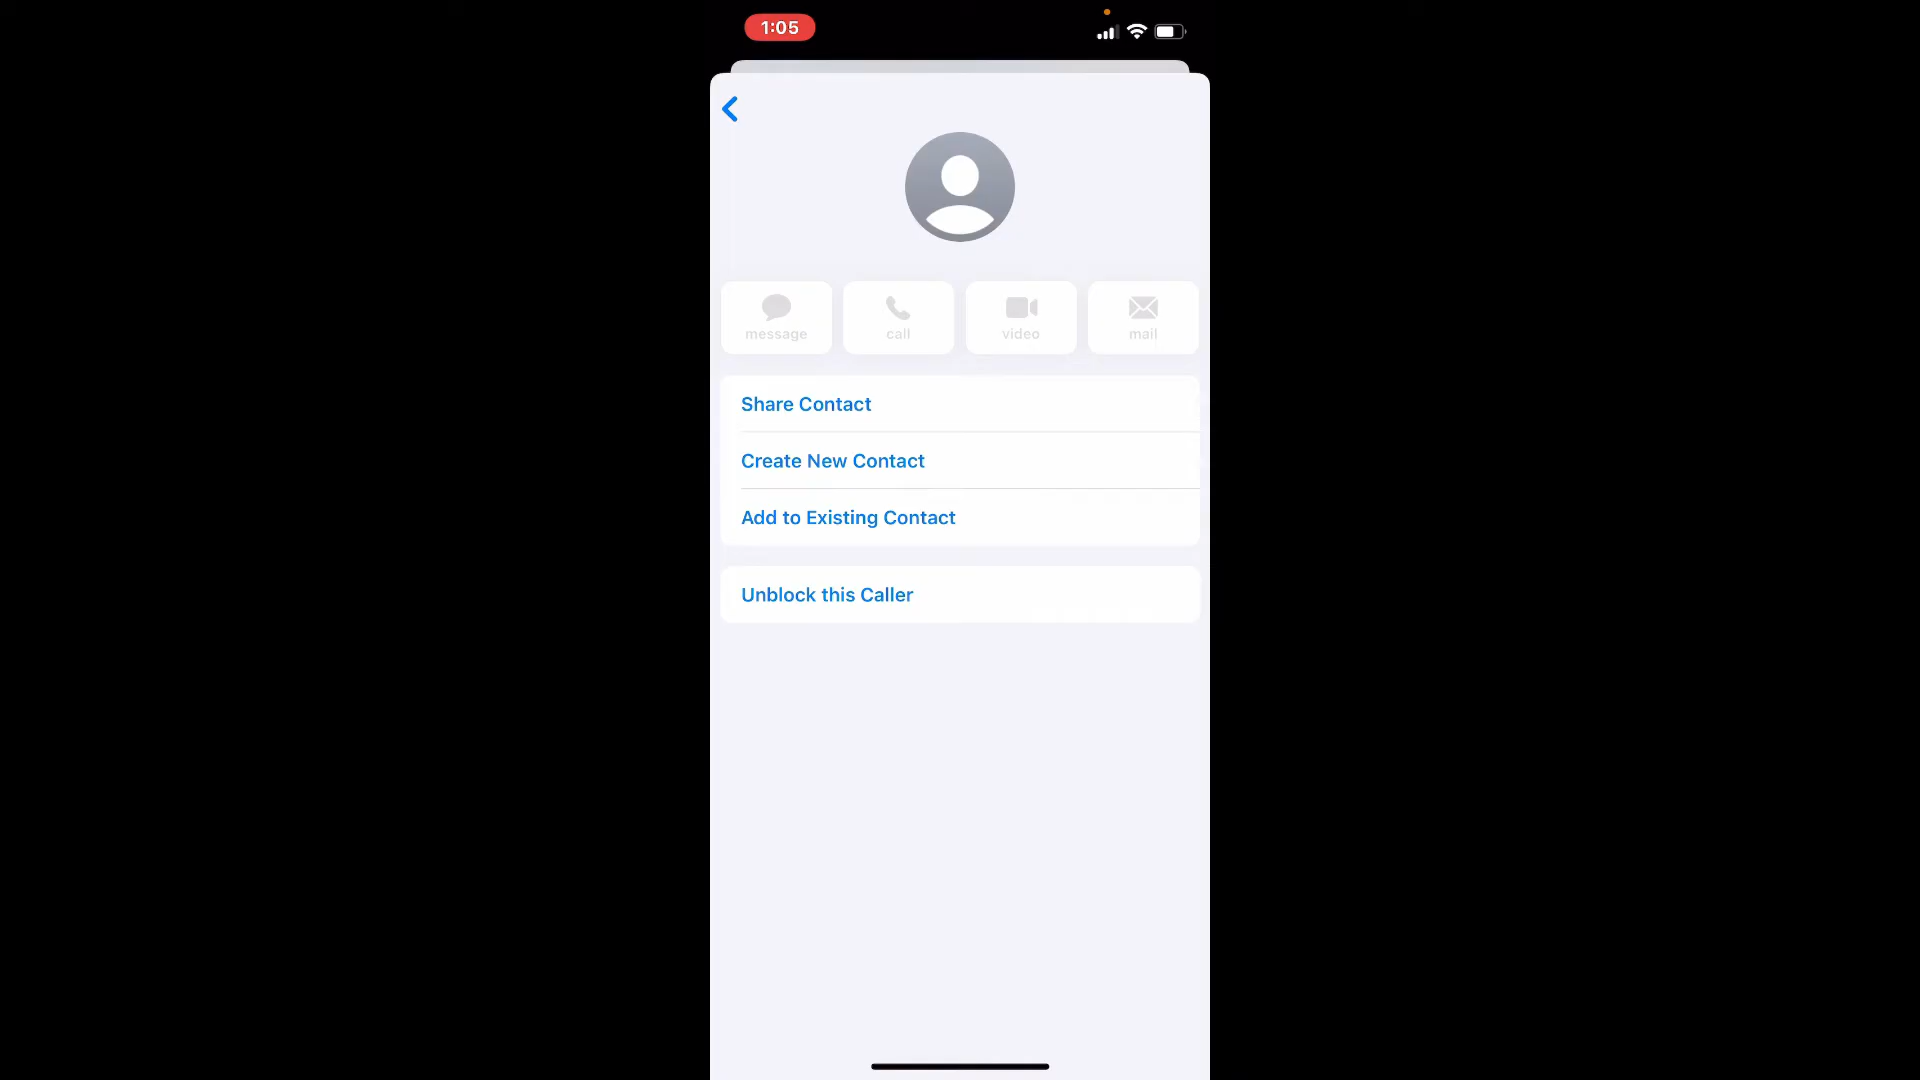 1:05
message
call
video
mail
Share Contact
Create New Contact
Add to Existing Contact
Unblock this Caller